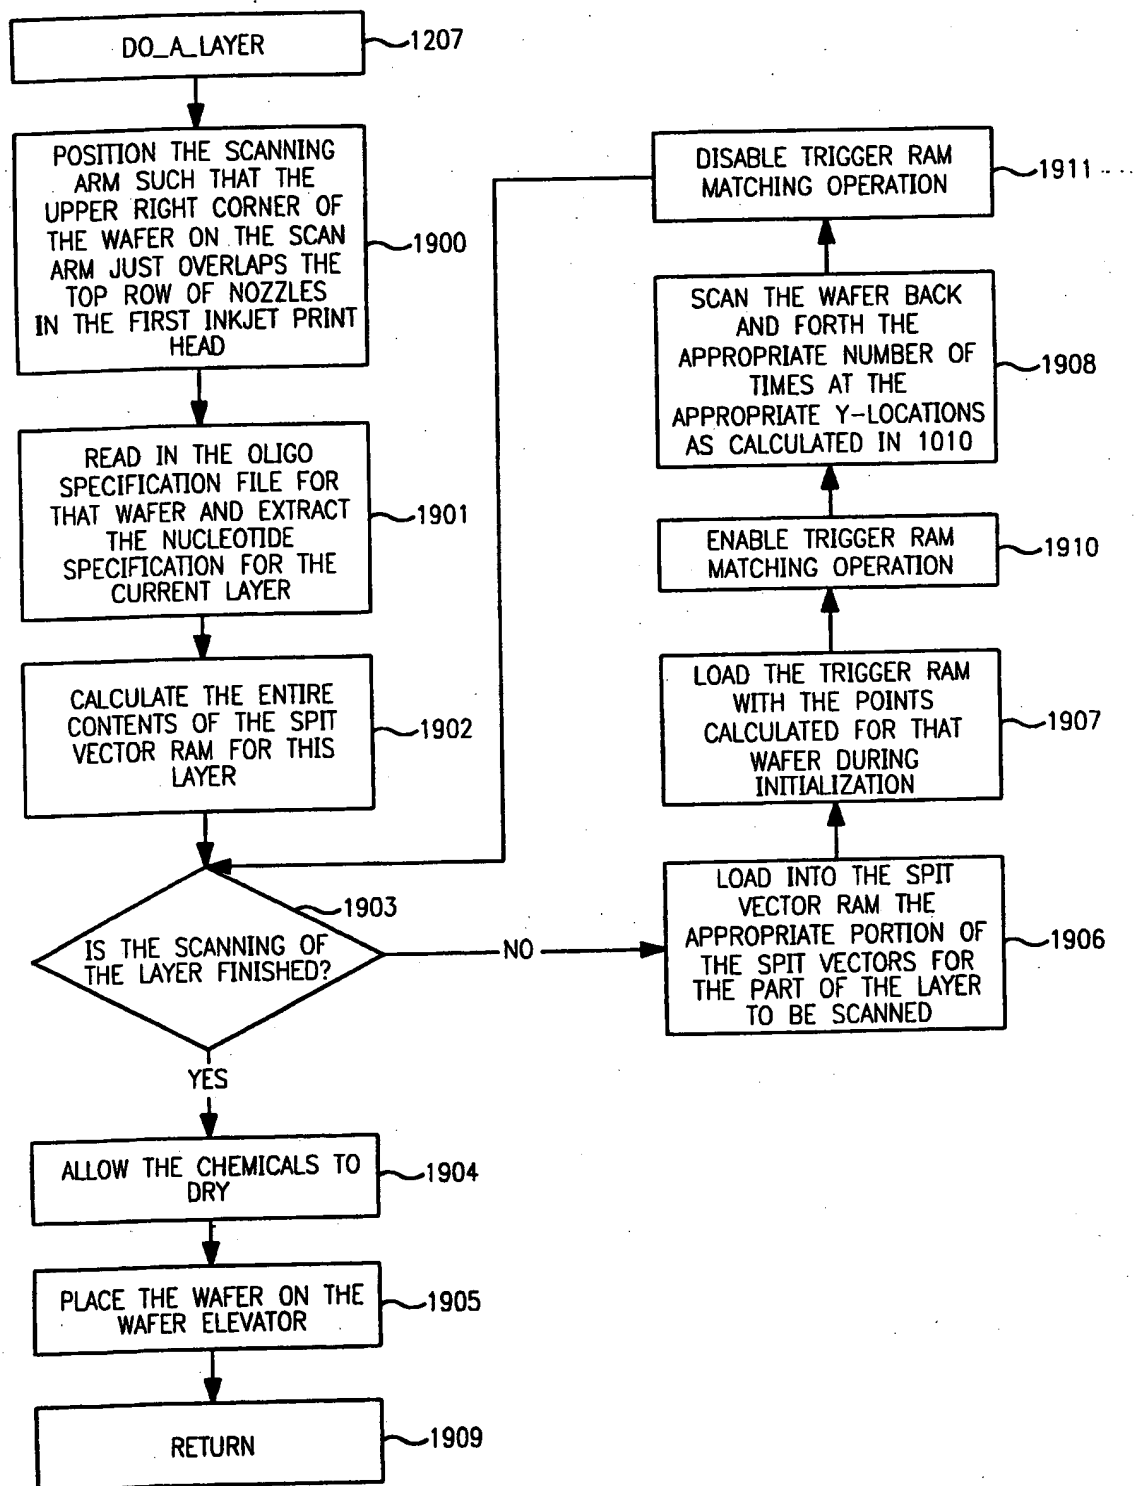 DO_A_LAYER
1207
POSITION THE SCANNING
ARM SUCH THAT THE
UPPER RIGHT CORNER OF
THE WAFER ON THE SCAN
ARM JUST OVERLAPS THE
TOP ROW OF NOZZLES
IN THE FIRST INKJET PRINT
HEAD
1900
READ IN THE OLIGO
SPECIFICATION FILE FOR
THAT WAFER AND EXTRACT
THE NUCLEOTIDE
SPECIFICATION FOR THE
CURRENT LAYER
1901
CALCULATE THE ENTIRE
CONTENTS OF THE SPIT
VECTOR RAM FOR THIS
LAYER
1902
1903
IS THE SCANNING OF
THE LAYER FINISHED?
NO
YES
ALLOW THE CHEMICALS TO
DRY
1904
PLACE THE WAFER ON THE
WAFER ELEVATOR
1905
RETURN
1909
DISABLE TRIGGER RAM
MATCHING OPERATION
1911
SCAN THE WAFER BACK
AND FORTH THE
APPROPRIATE NUMBER OF
TIMES AT THE
APPROPRIATE Y-LOCATIONS
AS CALCULATED IN 1010
1908
ENABLE TRIGGER RAM
MATCHING OPERATION
1910
LOAD THE TRIGGER RAM
WITH THE POINTS
CALCULATED FOR THAT
WAFER DURING
INITIALIZATION
1907
LOAD INTO THE SPIT
VECTOR RAM THE
APPROPRIATE PORTION OF
THE SPIT VECTORS FOR
THE PART OF THE LAYER
TO BE SCANNED
1906